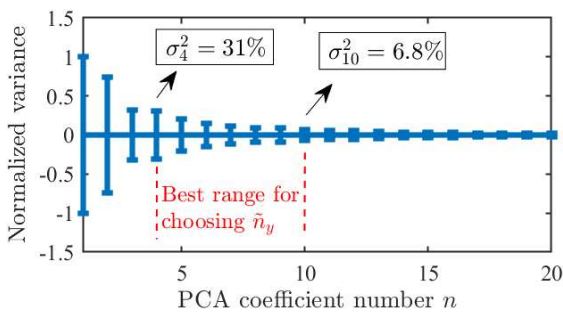 1.5
1
0.5
0
-0.5
-1
-1.5
Normalized variance
σ₄² = 31%
σ₁₀² = 6.8%
Best range for
choosing ñ_y
5
10
15
20
PCA coefficient number n